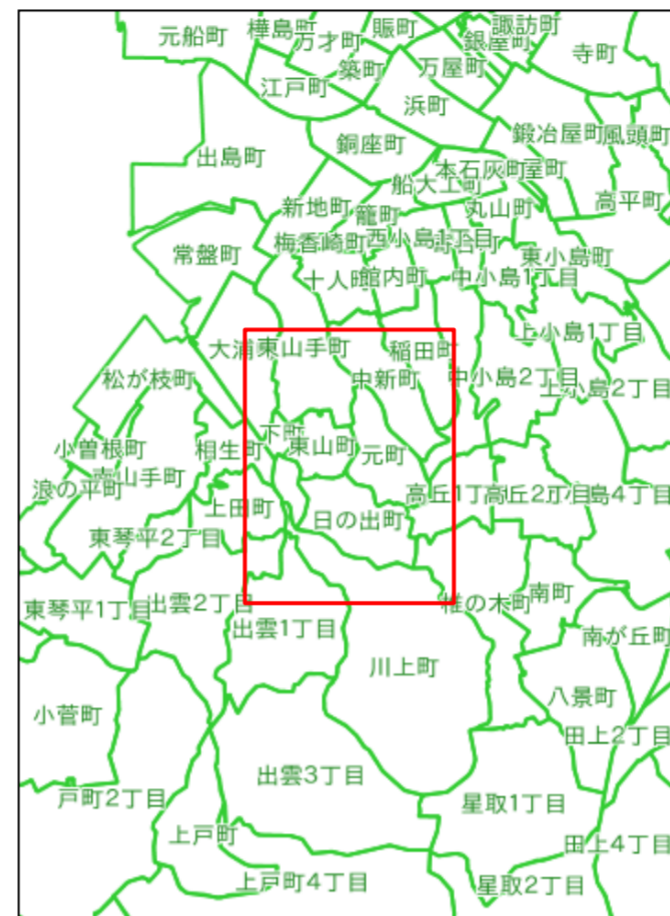 元船町
樺島町
万才町
賑町
諏訪町
銀屋町
寺町
築町
万屋町
江戸町
浜町
鍛冶屋町
風頭町
銅座町
出島町
本石灰町
船大工町
新地町
籠町
丸山町
高平町
梅香崎町
西小島1丁目
常盤町
東小島町
十人町
館内町
中小島1丁目
上小島1丁目
大浦
東山手町
稲田町
松が枝町
中新町
中小島2丁目
上小島2丁目
下町
小曽根町
相生町
東山町
元町
南山手町
浪の平町
高丘1丁
高丘2丁目
島4丁目
上田町
日の出町
東琴平2丁目
南町
東琴平1丁目
出雲2丁目
椎の木町
出雲1丁目
南が丘町
川上町
八景町
小菅町
田上2丁目
出雲3丁目
戸町2丁目
星取1丁目
上戸町
田上4丁目
上戸町4丁目
星取2丁目